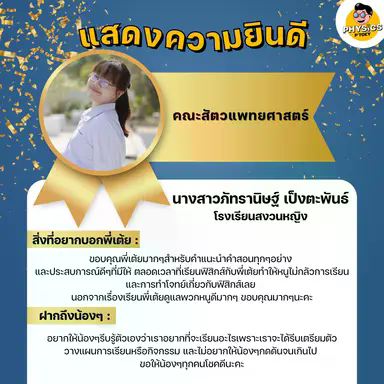 PHYSICS
P'TOEY
แสดงความยินดี
คณะสัตวแพทยศาสตร์
นางสาวภัทรานิษฐ์ เป็งตะพันธ์
โรงเรียนสงวนหญิง
สิ่งที่อยากบอกพี่เต้ย :
ขอบคุณพี่เต้ยมากๆสำหรับคำแนะนำคำสอนทุกๆอย่าง
และประสบการณ์ดีๆที่มีให้ ตลอดเวลาที่เรียนฟิสิกส์กับพี่เต้ยทำให้หนูไม่กลัวการเรียน
และการทำโจทย์เกี่ยวกับฟิสิกส์เลย
นอกจากเรื่องเรียนพี่เต้ยดูแลพวกหนูดีมากๆ ขอบคุณมากๆนะคะ
ฝากถึงน้องๆ :
อยากให้น้องๆรีบรู้ตัวเองว่าเราอยากที่จะเรียนอะไรเพราะเราจะได้รีบเตรียมตัว
วางแผนการเรียนหรือกิจกรรม และไม่อยากให้น้องๆกดดันจนเกินไป
ขอให้น้องๆทุกคนโชคดีนะคะ